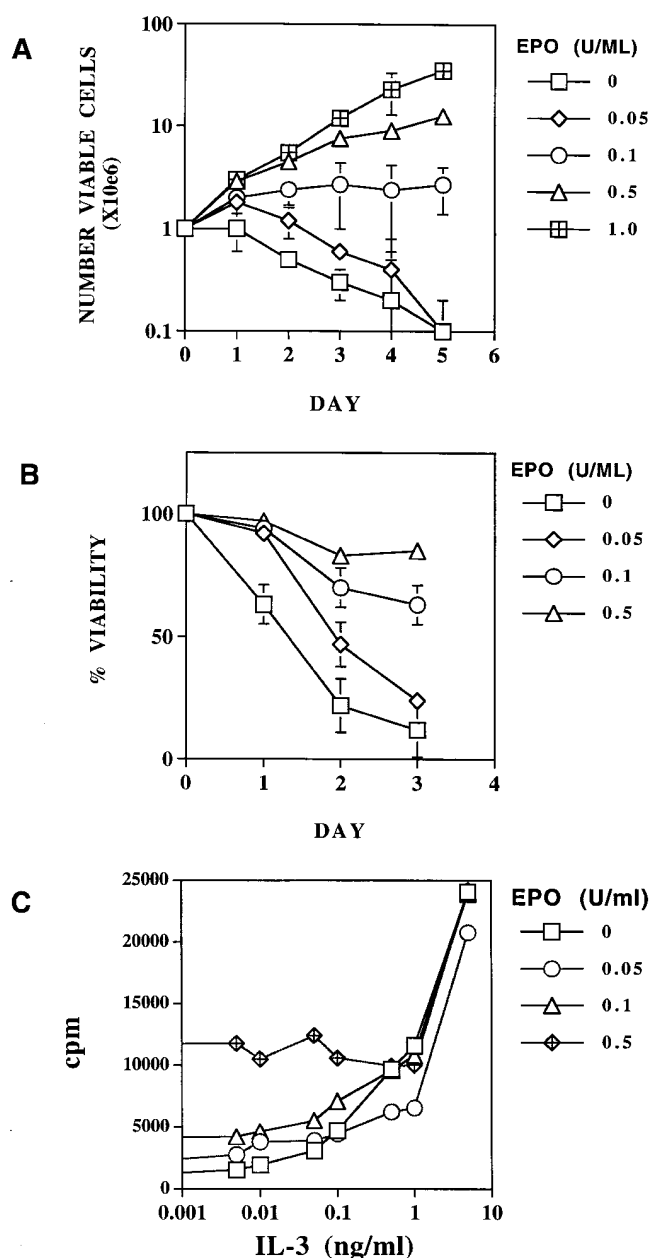 A
NUMBER VIABLE CELLS
(X10e6)
100
10
1
0.1
0 1 2 3 4 5 6
DAY
EPO (U/ML)
0
0.05
0.1
0.5
1.0
B
% VIABILITY
100
50
0
0 1 2 3 4
DAY
EPO (U/ML)
0
0.05
0.1
0.5
C
cpm
25000
20000
15000
10000
5000
0
0.001 0.01 0.1 1 10
IL-3 (ng/ml)
EPO (U/ml)
0
0.05
0.1
0.5